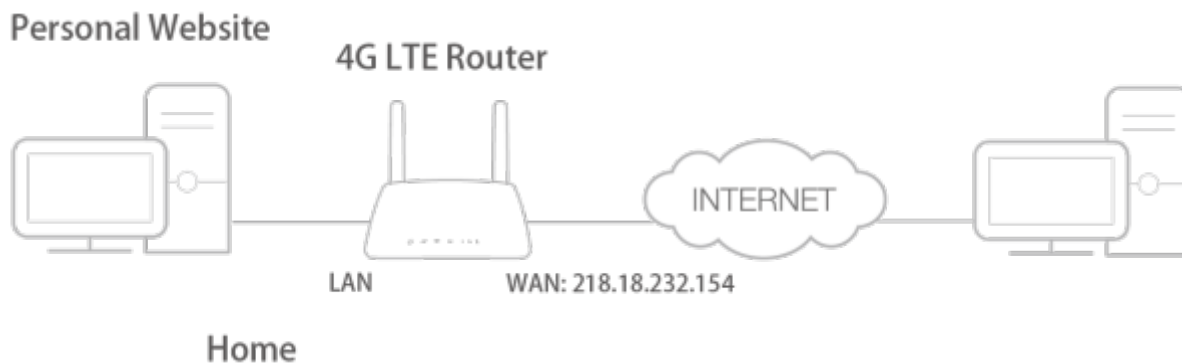 Personal Website
4G LTE Router
INTERNET
LAN
WAN: 218.18.232.154
Home